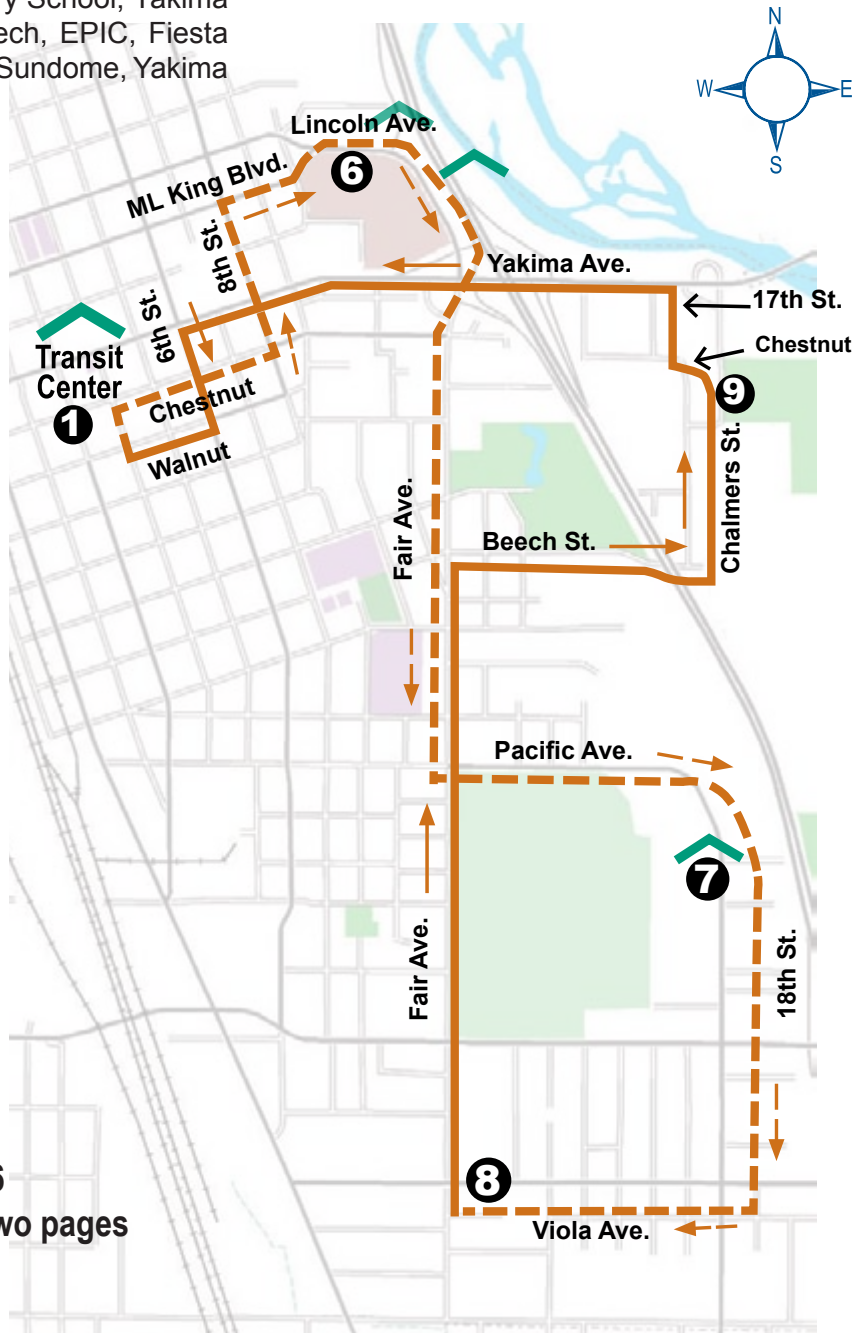 y School, Yakima
ech, EPIC, Fiesta
Sundome, Yakima
N
W
E
S
Lincoln Ave.
6
ML King Blvd.
8th St.
6th St.
Yakima Ave.
17th St.
Chestnut
9
Transit
Center
1
Chestnut
Walnut
Fair Ave.
Beech St.
Chalmers St.
Pacific Ave.
7
Fair Ave.
18th St.
8
Viola Ave.
wo pages